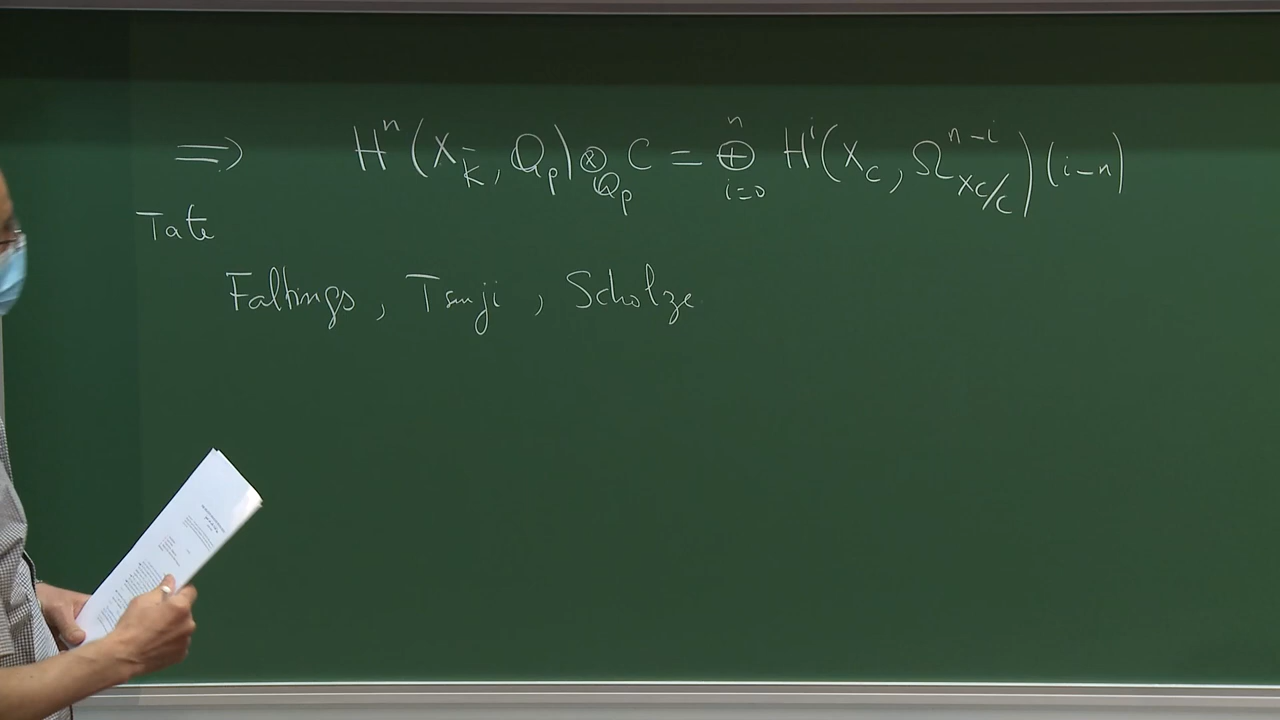 ⟹ Hⁿ(X_k̄, Q_p) ⊗_{Q_p} C = ⊕_{i=0}^{n} Hⁱ(X_C, Ω^{n-i}_{X_C/C})(i-n)
Tate
Faltings, Tsuji, Scholze